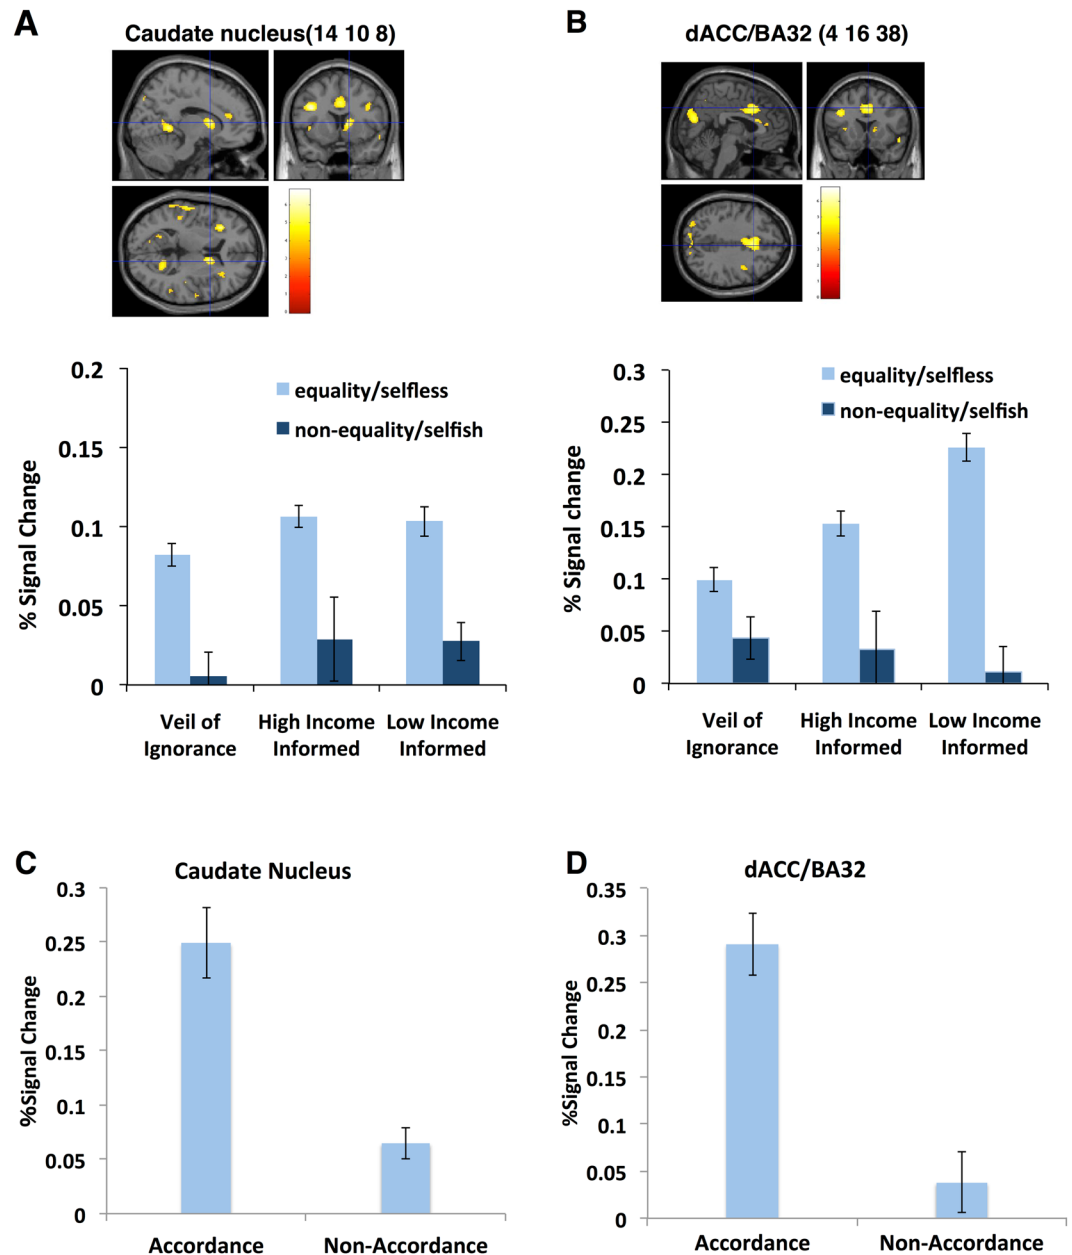 A
Caudate nucleus(14 10 8)
% Signal Change
0.2
0.15
0.1
0.05
0
equality/selfless
non-equality/selfish
Veil of
Ignorance
High Income
Informed
Low Income
Informed
B
dACC/BA32 (4 16 38)
% Signal change
0.3
0.25
0.2
0.15
0.1
0.05
0
equality/selfless
non-equality/selfish
Veil of
Ignorance
High Income
Informed
Low Income
Informed
C
Caudate Nucleus
%Signal Change
0.3
0.25
0.2
0.15
0.1
0.05
0
Accordance
Non-Accordance
D
dACC/BA32
%Signal Change
0.35
0.3
0.25
0.2
0.15
0.1
0.05
0
Accordance
Non-Accordance